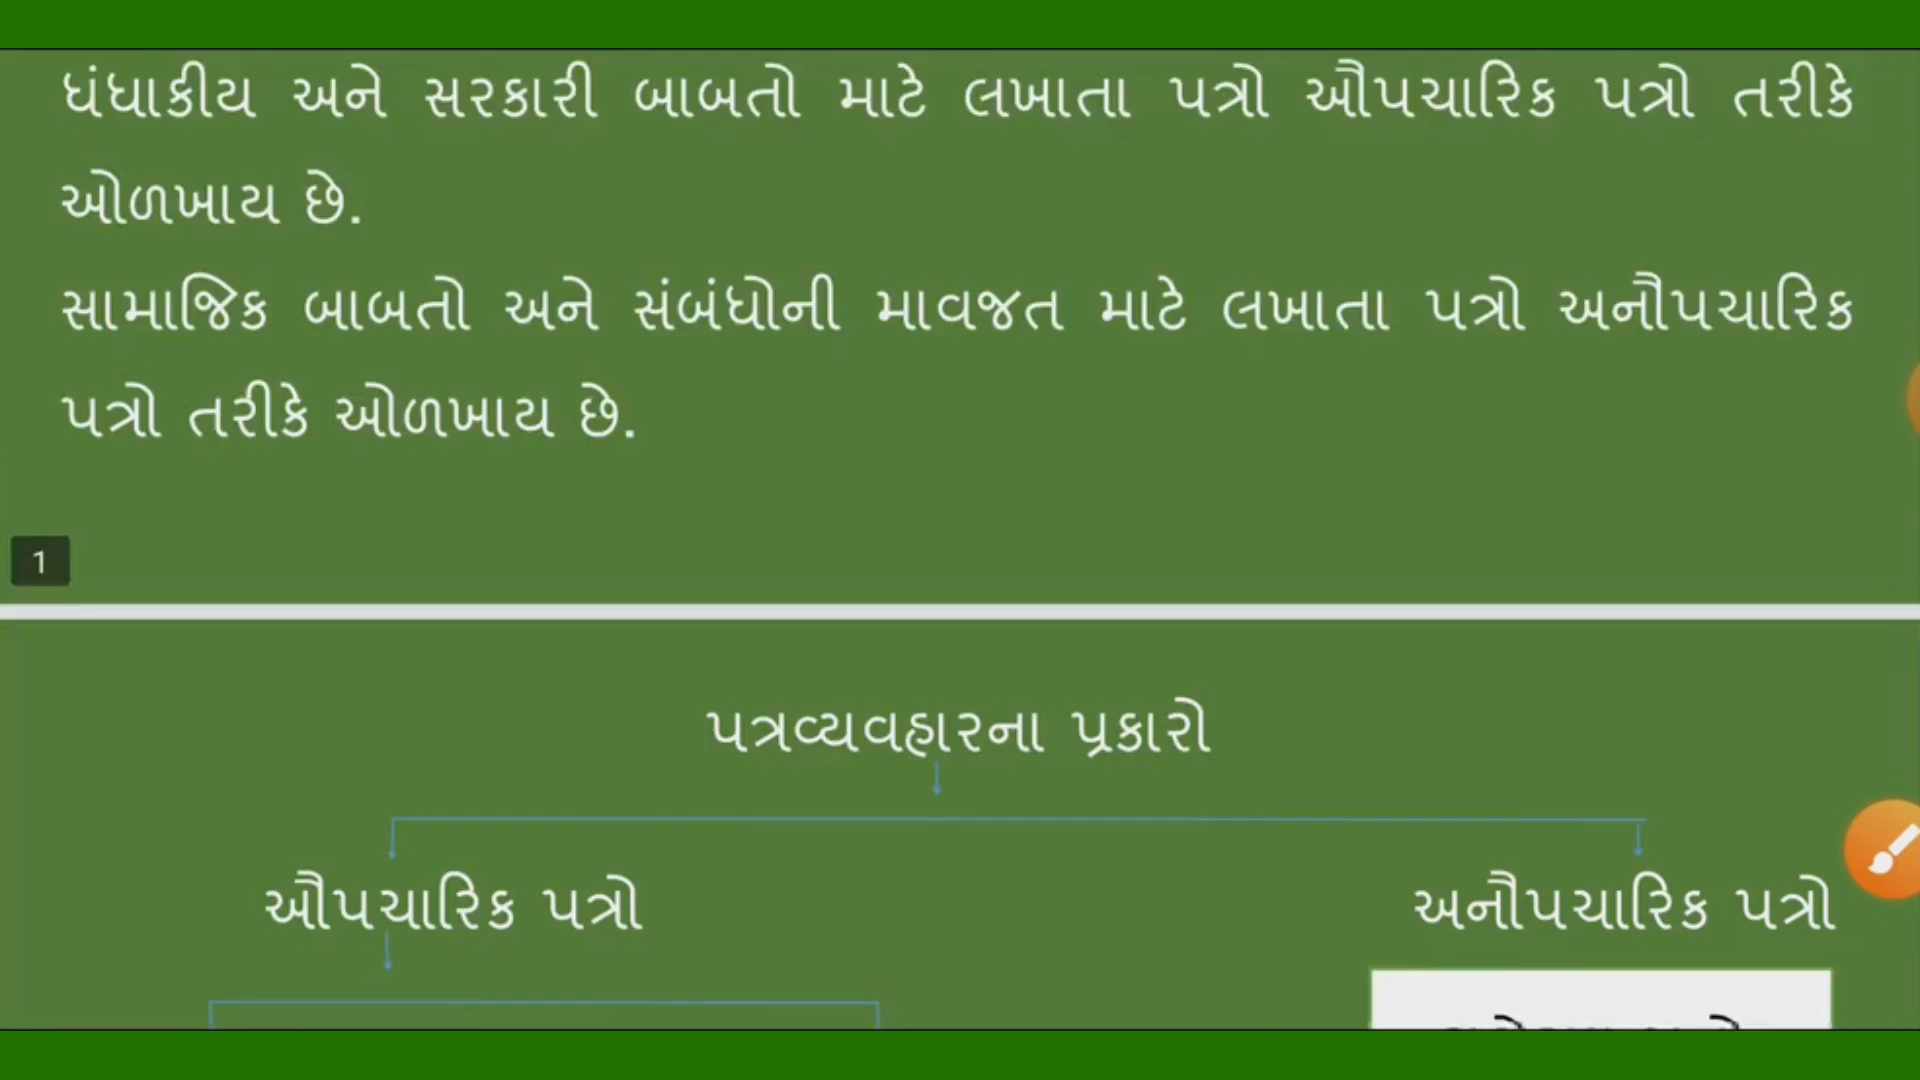 ધંધાકીય અને સરકારી બાબતો માટે લખાતા પત્રો ઔપચારિક પત્રો તરીકે
ઓળખાય છે.
સામાજિક બાબતો અને સંબંધોની માવજત માટે લખાતા પત્રો અનૌપચારિક
પત્રો તરીકે ઓળખાય છે.
1
પત્રવ્યવહારના પ્રકારો
ઔપચારિક પત્રો
અનૌપચારિક પત્રો